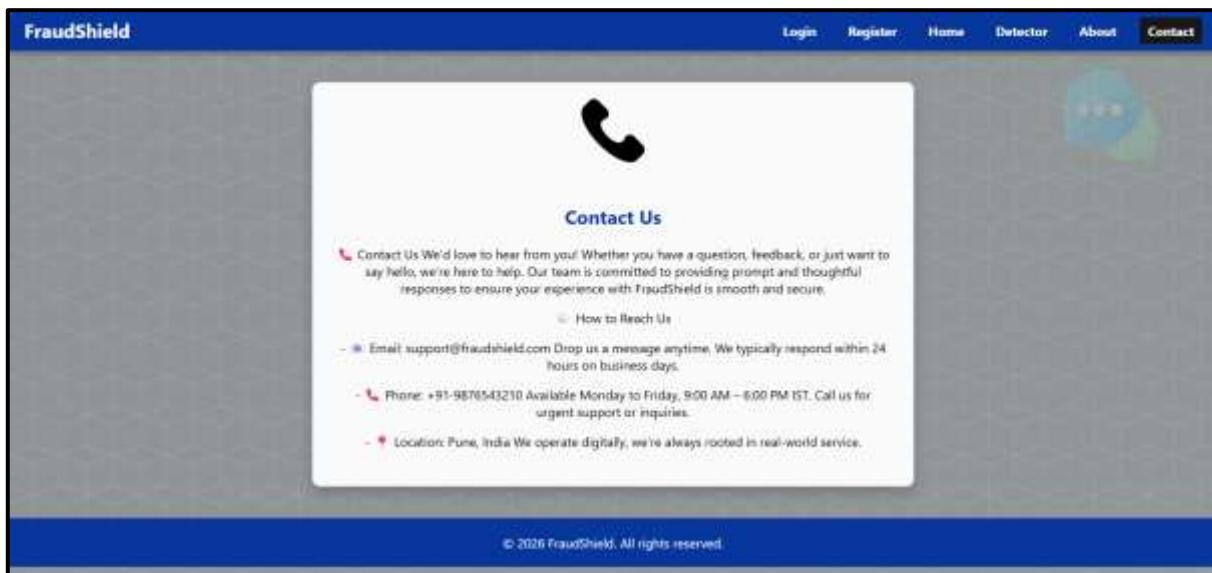 FraudShield
Login Register Home Detector About Contact
Contact Us
📞 Contact Us We'd love to hear from you! Whether you have a question, feedback, or just want to
say hello, we're here to help. Our team is committed to providing prompt and thoughtful
responses to ensure your experience with FraudShield is smooth and secure.
How to Reach Us
- 📧 Email: support@fraudshield.com Drop us a message anytime. We typically respond within 24
hours on business days.
- 📞 Phone: +91-9876543210 Available Monday to Friday, 9:00 AM – 6:00 PM IST. Call us for
urgent support or inquiries.
- 📍 Location: Pune, India We operate digitally, we're always rooted in real-world service.
© 2026 FraudShield. All rights reserved.